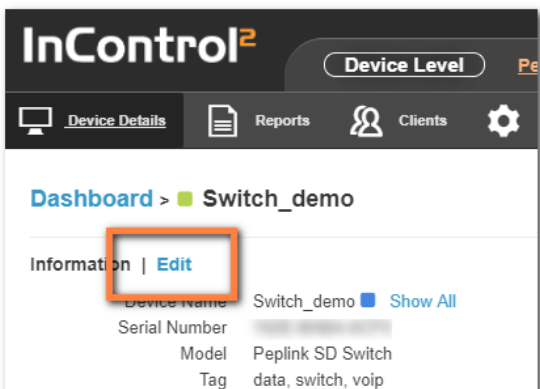 InControl²
Device Level Pe
Device Details Reports Clients
Dashboard > Switch_demo
Information | Edit
Device Name Switch_demo Show All
Serial Number
Model Peplink SD Switch
Tag data, switch, voip